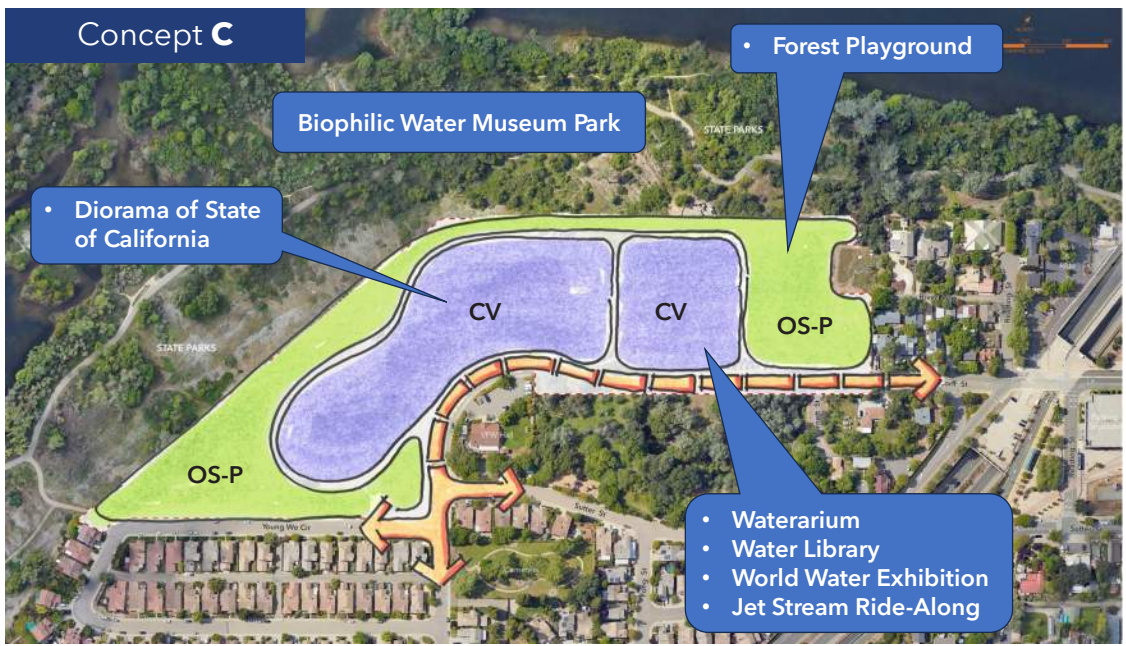 Concept C
• Forest Playground
Biophilic Water Museum Park
STATE PARKS
• Diorama of State
of California
CV
CV
OS-P
STATE PARKS
OS-P
Young Wo Cir
Sutter St
• Waterarium
• Water Library
• World Water Exhibition
• Jet Stream Ride-Along